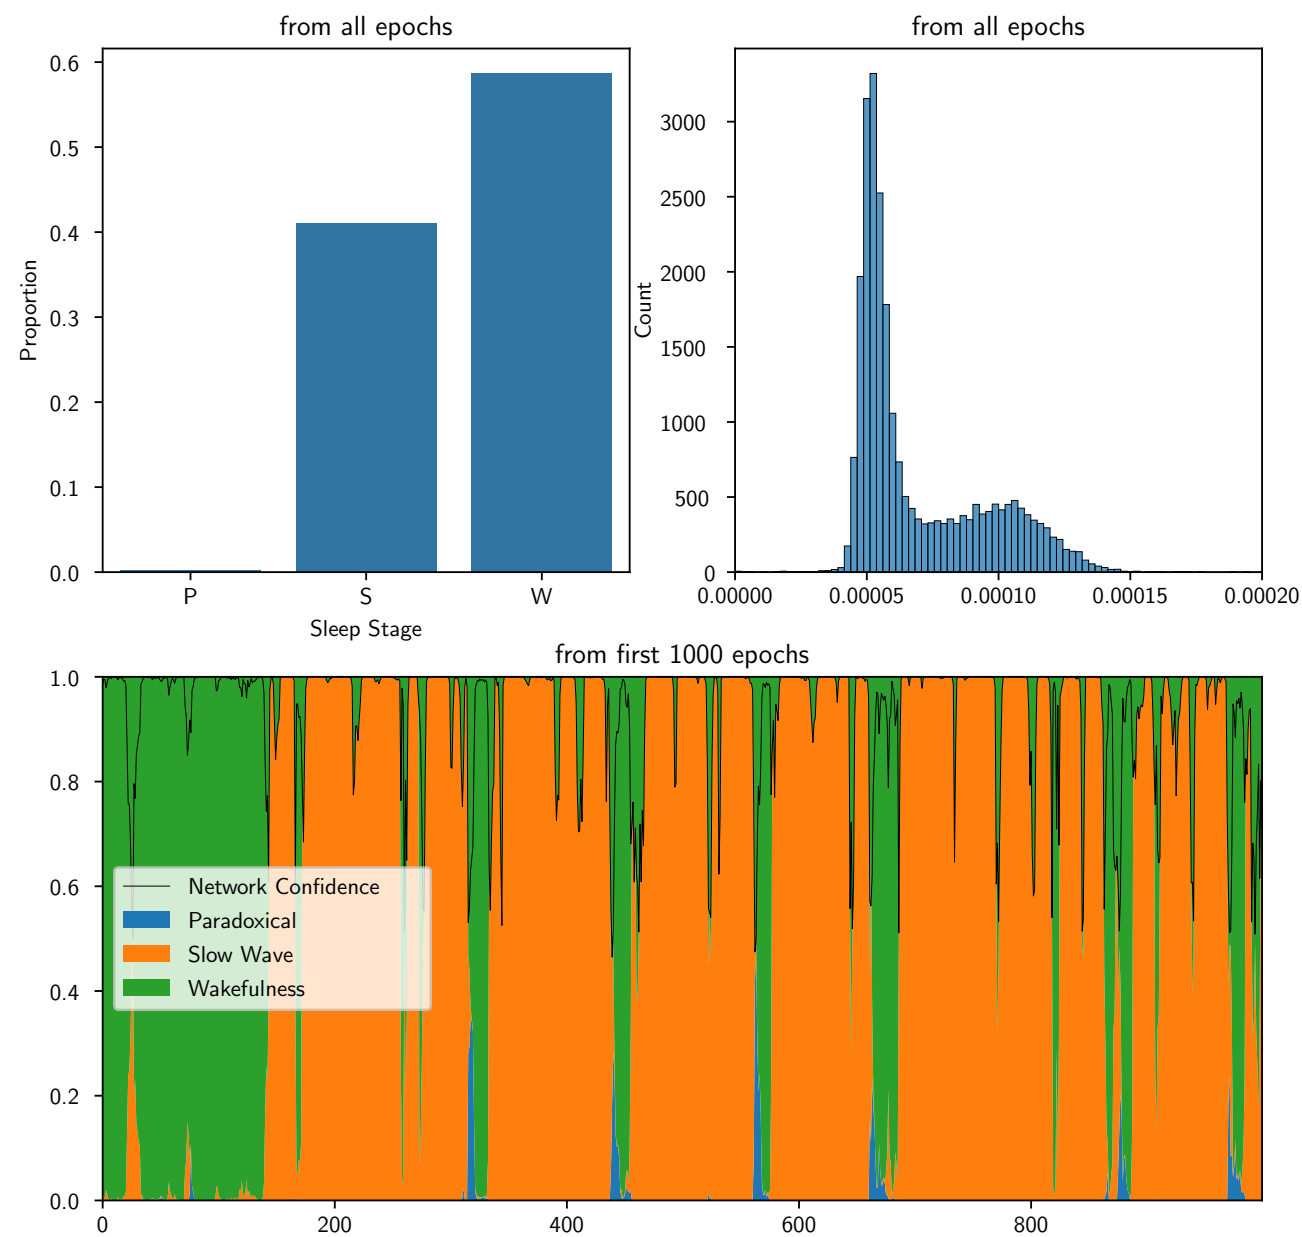 from all epochs
0.6
0.5
0.4
0.3
0.2
0.1
0.0
Proportion
P S W
Sleep Stage
from all epochs
3000
2500
2000
1500
1000
500
0
Count
0.00000 0.00005 0.00010 0.00015 0.00020
from first 1000 epochs
1.0
0.8
0.6
0.4
0.2
0.0
Network Confidence
Paradoxical
Slow Wave
Wakefulness
0 200 400 600 800